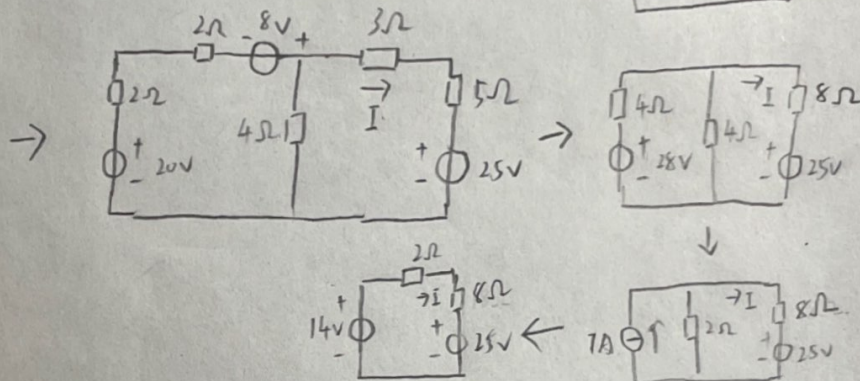 2Ω - 8V + 3Ω
2Ω 4Ω I 5Ω
+ - 20V + - 25V
4Ω 4Ω I 8Ω
+ - 28V + - 25V
2Ω
+ - 14V I 8Ω
+ - 25V
7A 2Ω I 8Ω
+ - 25V